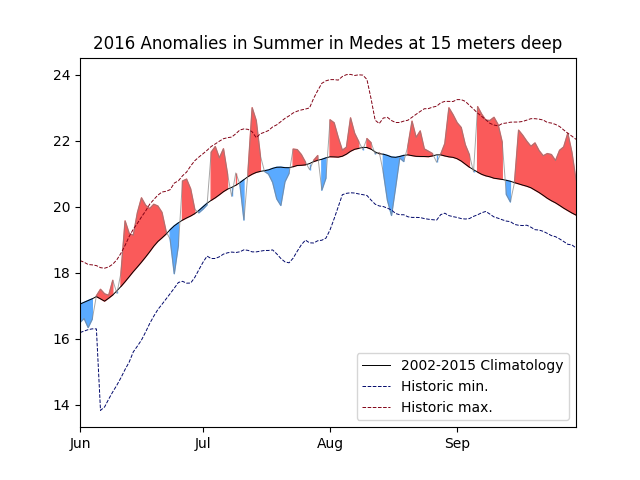 2016 Anomalies in Summer in Medes at 15 meters deep
24
22
20
18
16
14
Jun
Jul
Aug
Sep
2002-2015 Climatology
Historic min.
Historic max.